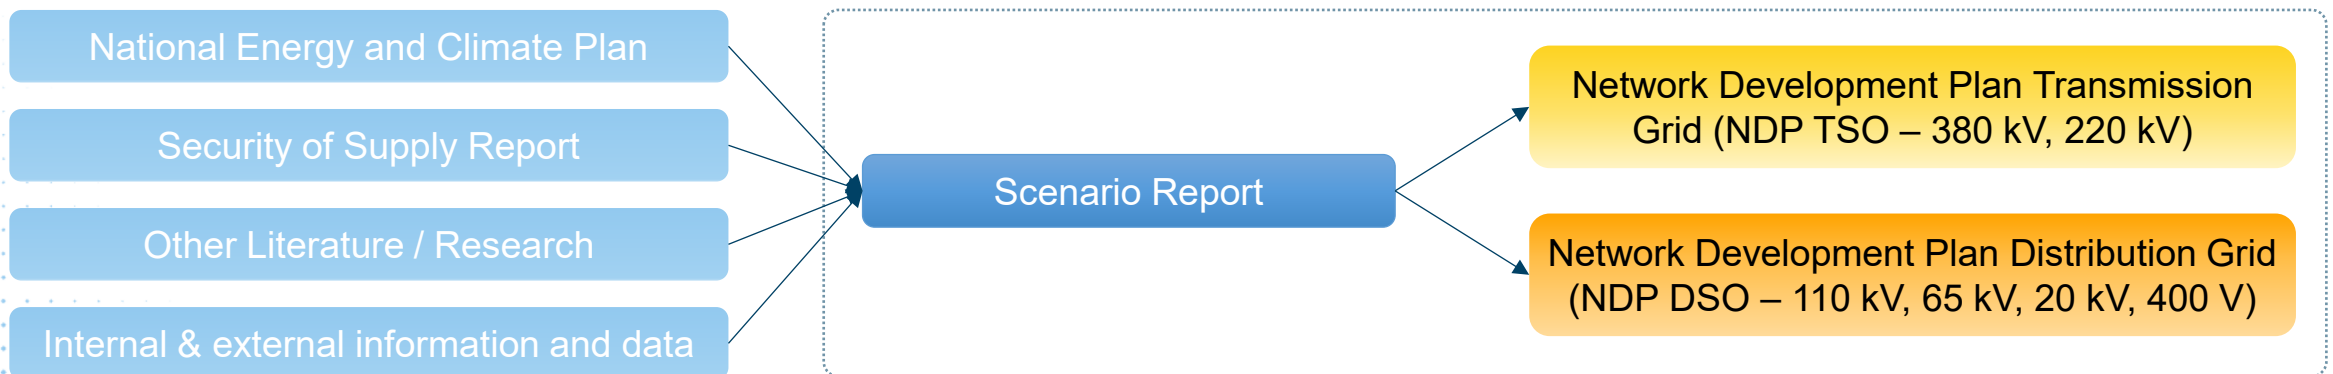 National Energy and Climate Plan
Security of Supply Report
Other Literature / Research
Internal & external information and data
Scenario Report
Network Development Plan Transmission
Grid (NDP TSO – 380 kV, 220 kV)
Network Development Plan Distribution Grid
(NDP DSO – 110 kV, 65 kV, 20 kV, 400 V)